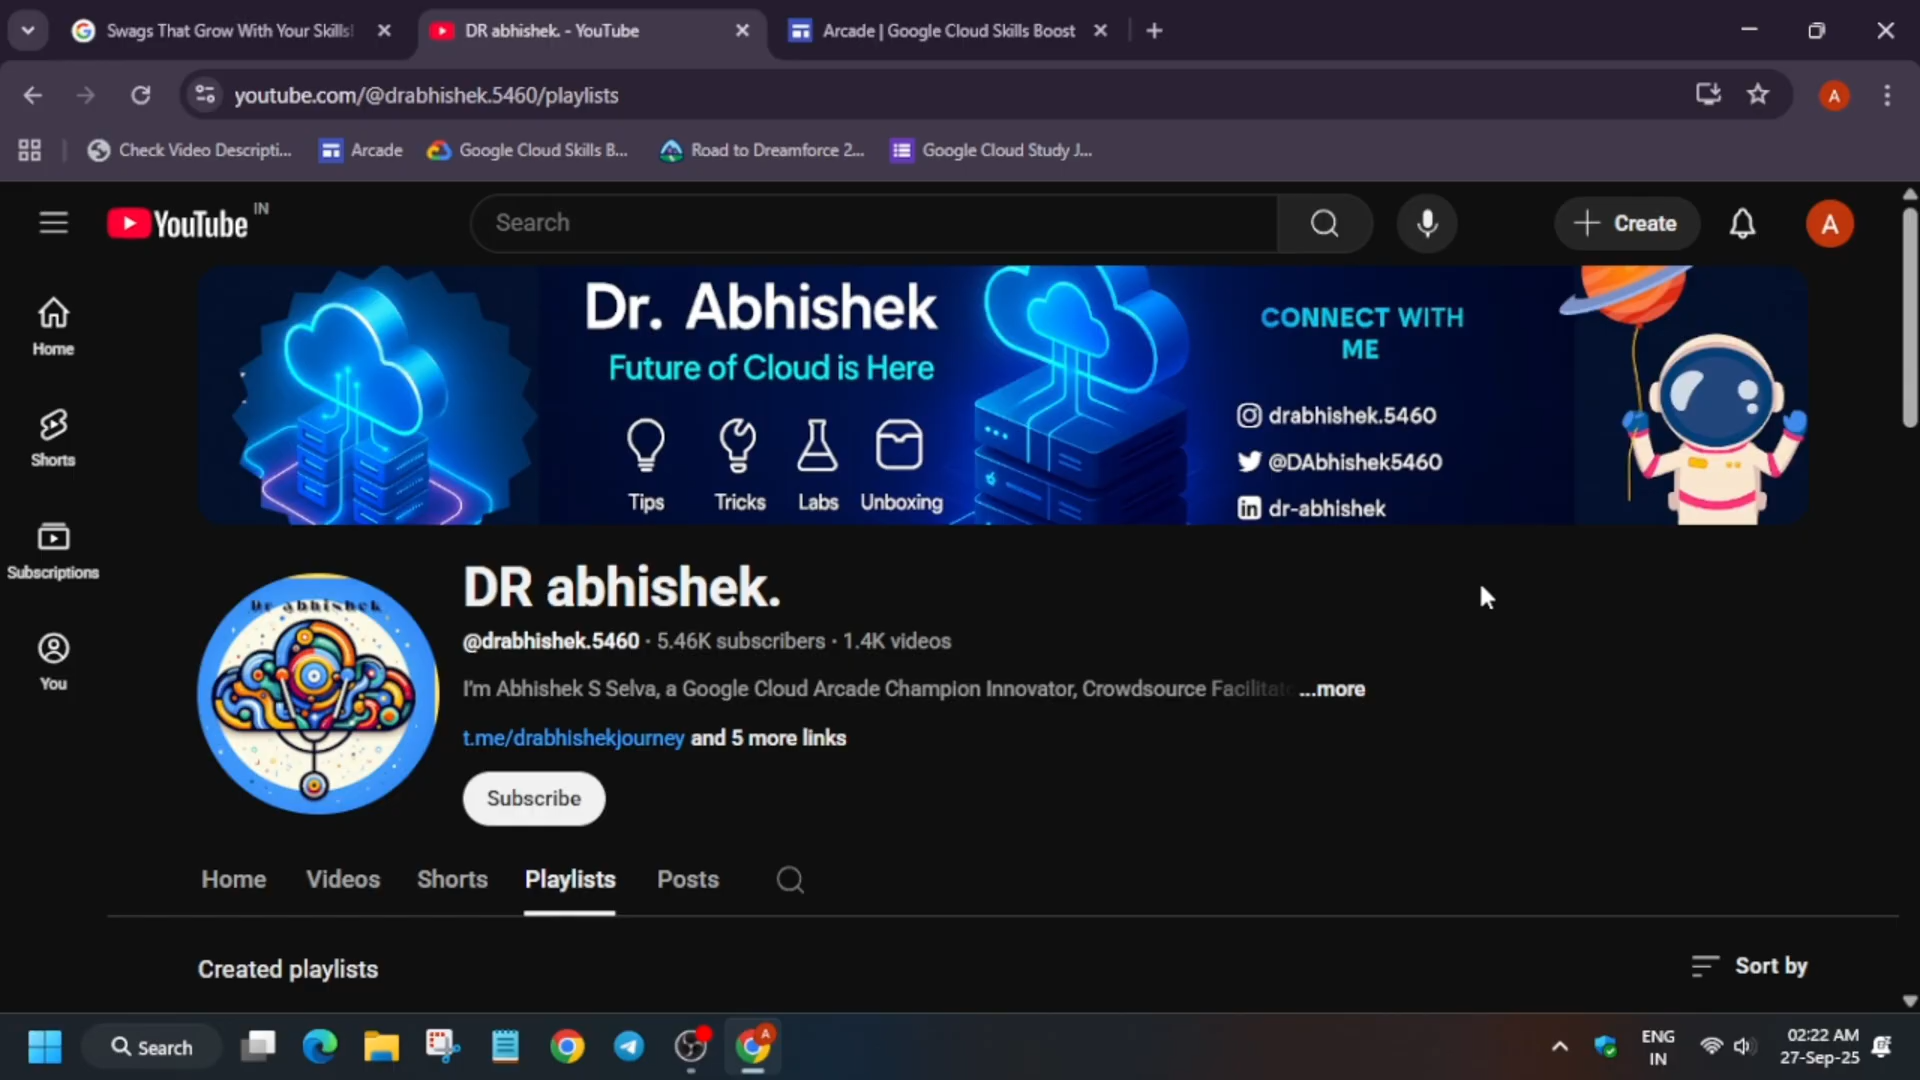 Swags That Grow With Your Skills!
DR abhishek. - YouTube
Arcade | Google Cloud Skills Boost
youtube.com/@drabhishek.5460/playlists
A
Check Video Descripti...
Arcade
Google Cloud Skills B...
Road to Dreamforce 2...
Google Cloud Study J...
YouTube IN
Search
Create
A
Home
Shorts
Subscriptions
You
Dr. Abhishek
Future of Cloud is Here
Tips
Tricks
Labs
Unboxing
CONNECT WITH
ME
drabhishek.5460
@DAbhishek5460
in dr-abhishek
Dr abhishek
DR abhishek.
@drabhishek.5460 · 5.46K subscribers · 1.4K videos
I'm Abhishek S Selva, a Google Cloud Arcade Champion Innovator, Crowdsource Facilitat ...more
t.me/drabhishekjourney and 5 more links
Subscribe
Home
Videos
Shorts
Playlists
Posts
Created playlists
Sort by
Search
A
ENG
IN
02:22 AM
27-Sep-25